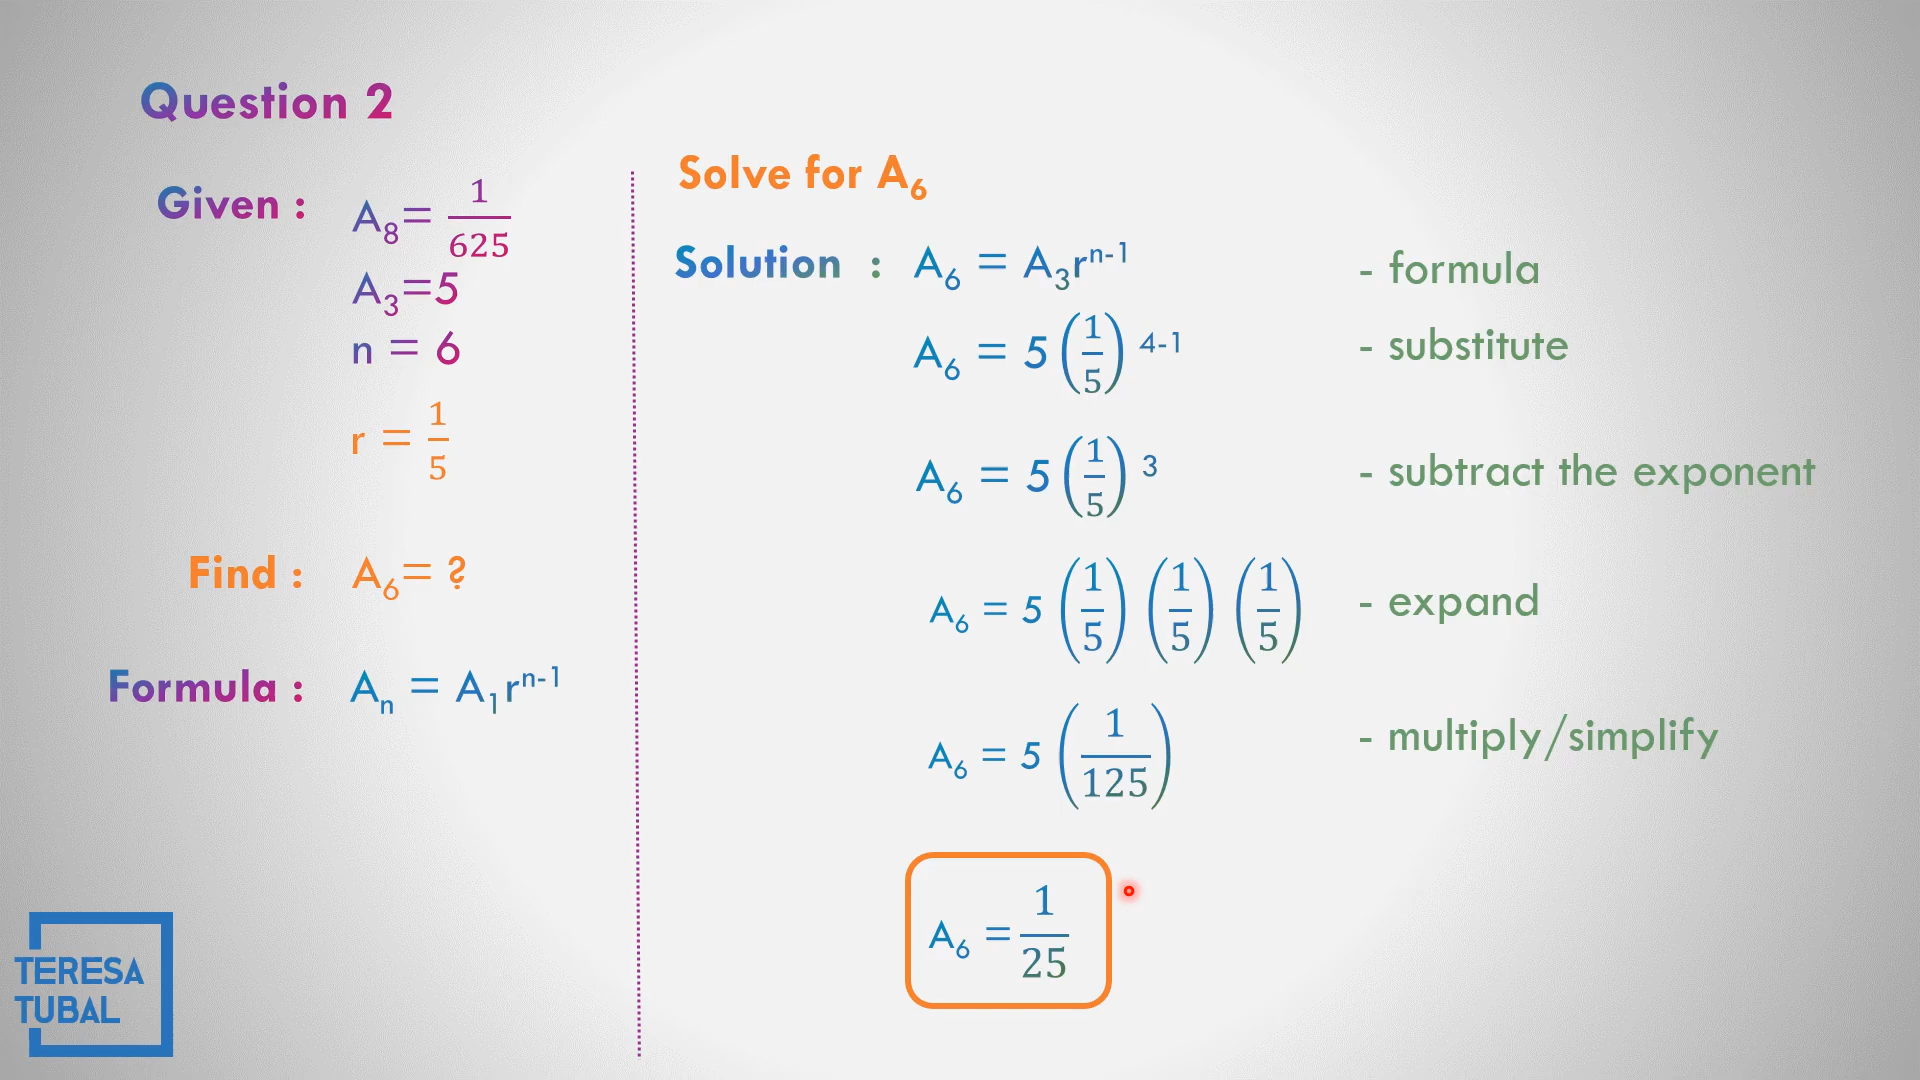 Question 2
Given : A₈= 1/625
A₃=5
n = 6
r = 1/5
Find : A₆= ?
Formula : Aₙ = A₁rⁿ⁻¹
Solve for A₆
Solution : A₆ = A₃rⁿ⁻¹ - formula
A₆ = 5 (1/5) ⁴⁻¹ - substitute
A₆ = 5 (1/5) ³ - subtract the exponent
A₆ = 5 (1/5) (1/5) (1/5) - expand
A₆ = 5 (1/125) - multiply/simplify
A₆ = 1/25
TERESA
TUBAL